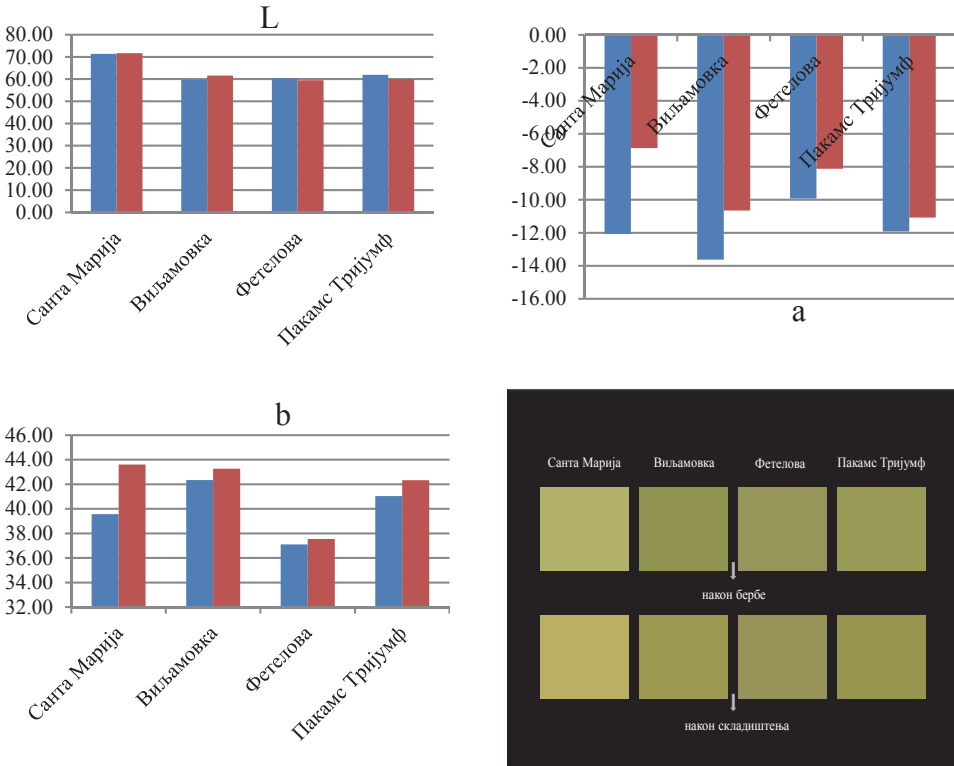 L
70.00
80.00
60.00
50.00
40.00
30.00
20.00
10.00
0.00
Санта Марија
Виљамовка
Фетелова
Пакамс Тријумф
0.00
-2.00
-4.00
-6.00
-8.00
-10.00
-12.00
-14.00
-16.00
Санта Марија
Виљамовка
Фетелова
Пакамс Тријумф
a
b
46.00
44.00
42.00
40.00
38.00
36.00
34.00
32.00
Санта Марија
Виљамовка
Фетелова
Пакамс Тријумф
Санта Марија Виљамовка Фетелова Пакамс Тријумф
након бербе
након складиштења